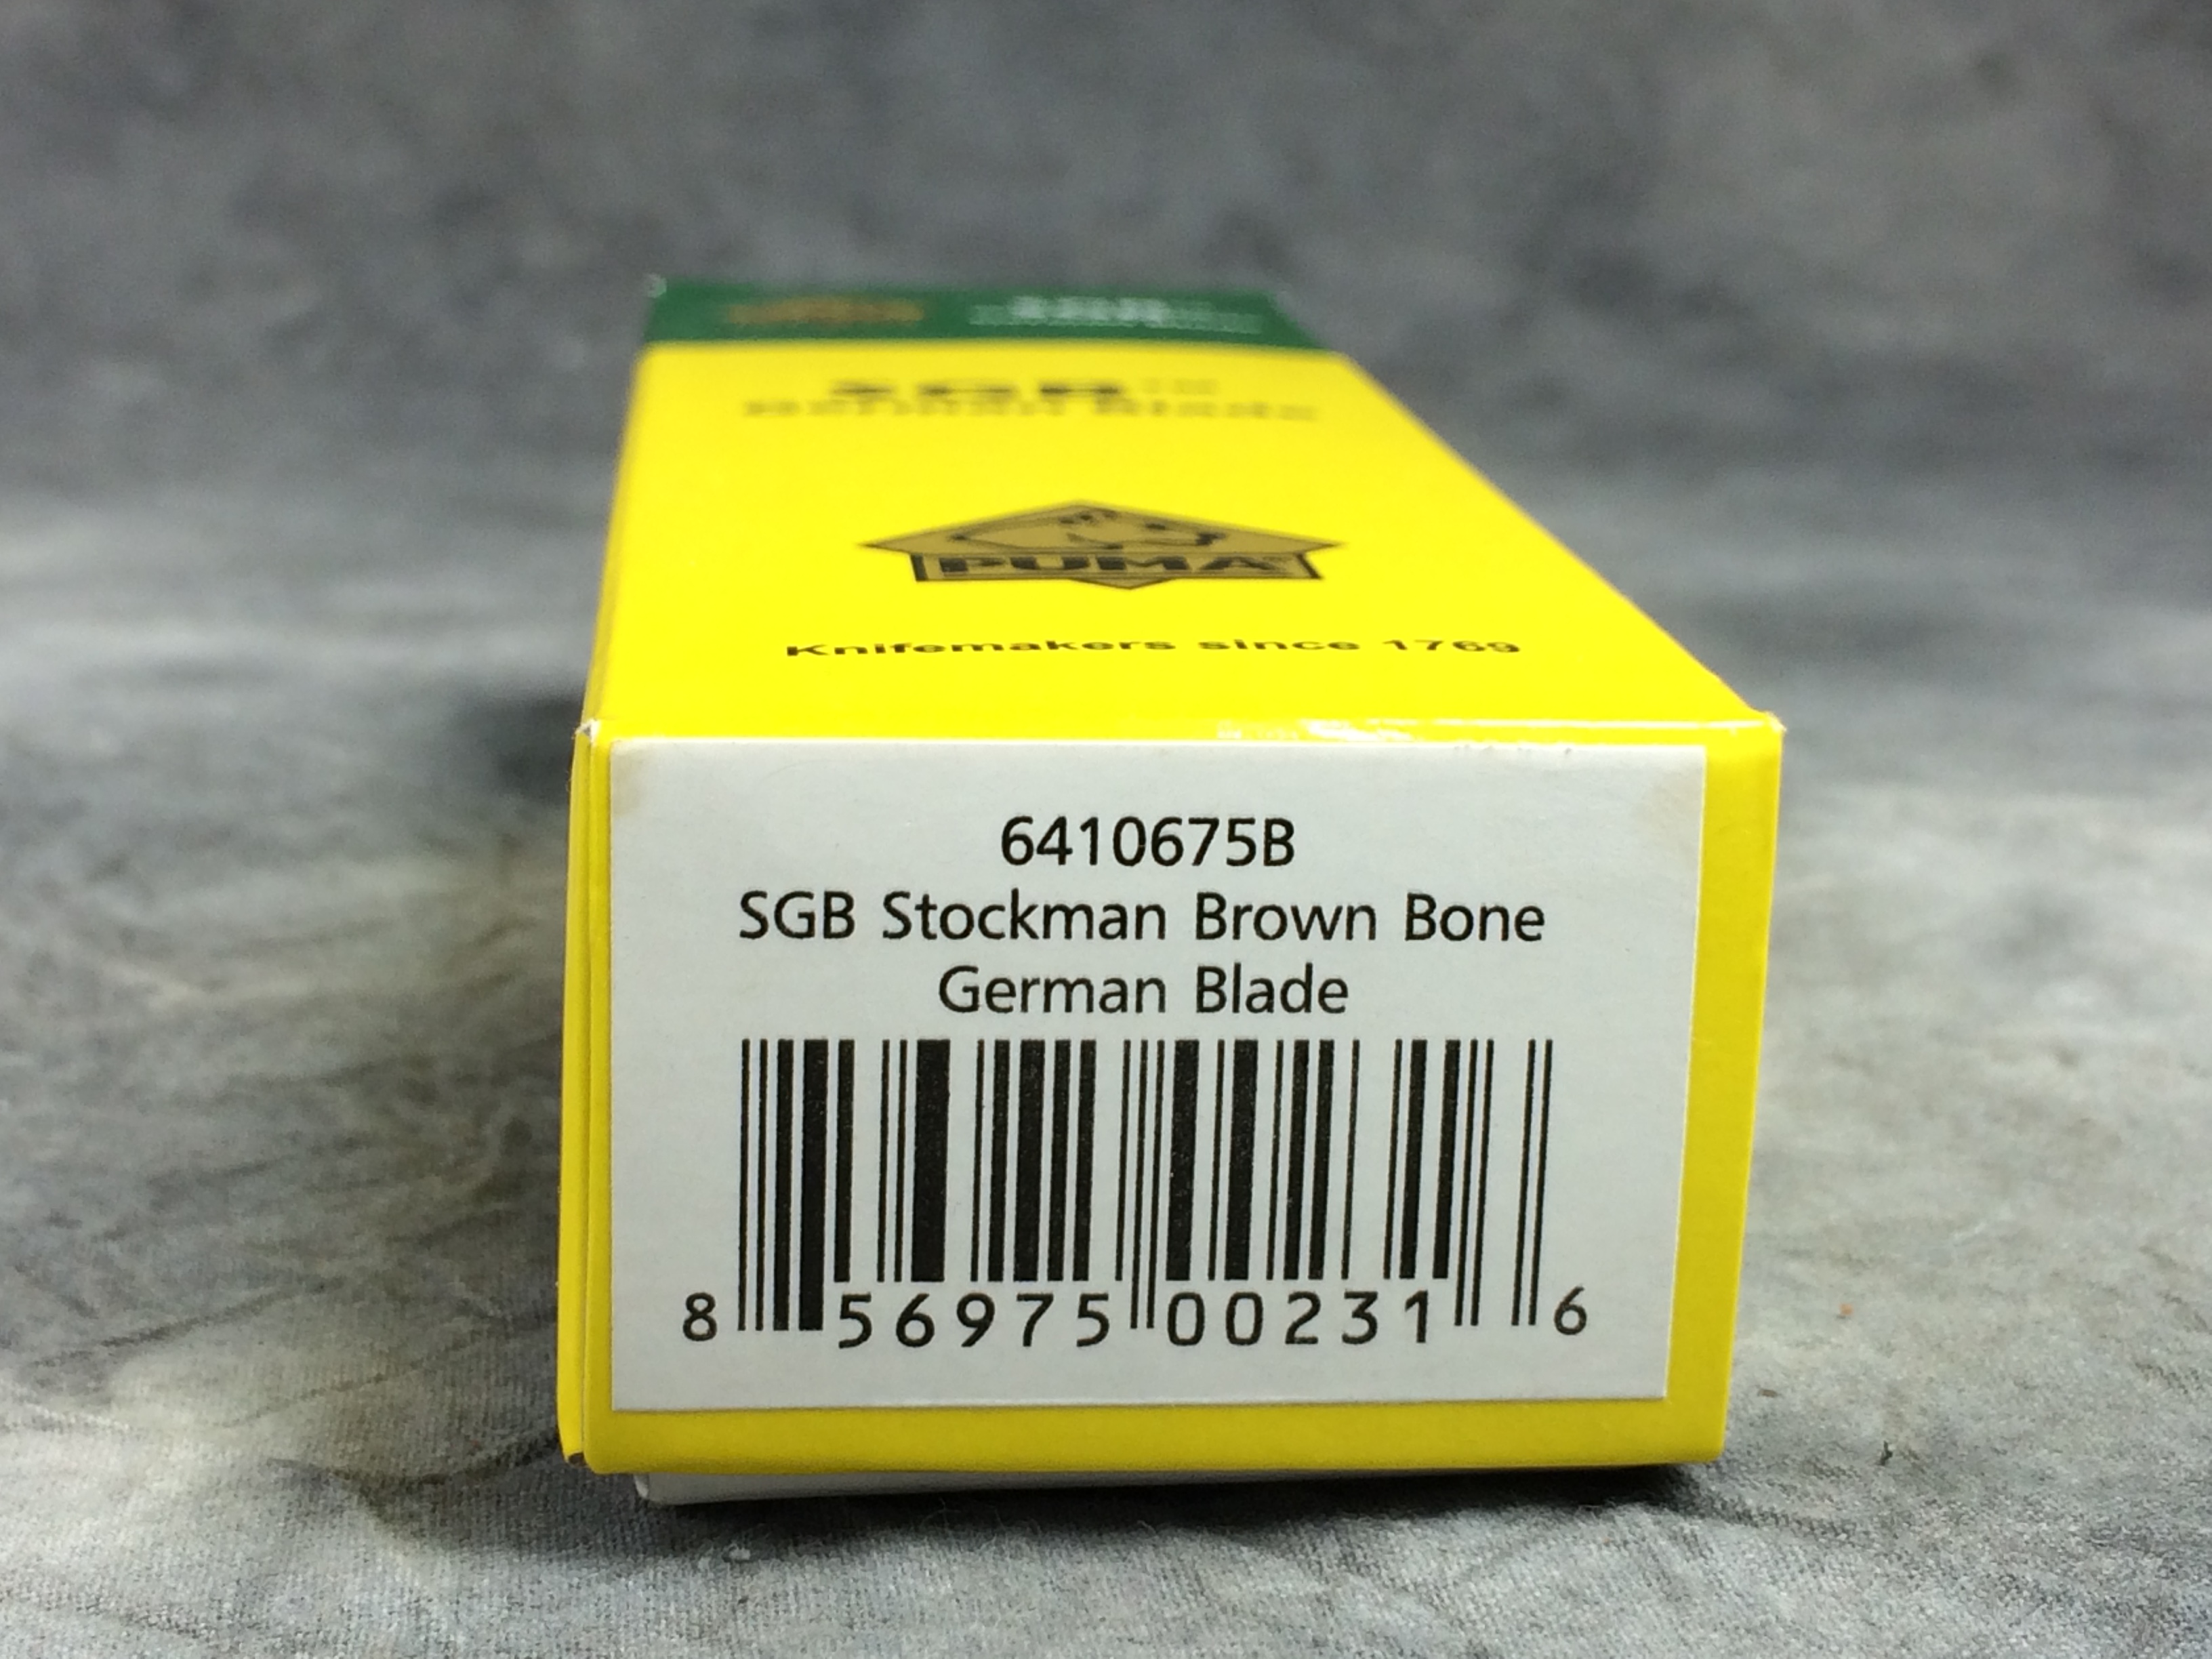 SGB
German Blade
PUMA
Knifemakers since 1769
6410675B
SGB Stockman Brown Bone
German Blade
8 56975 00231 6